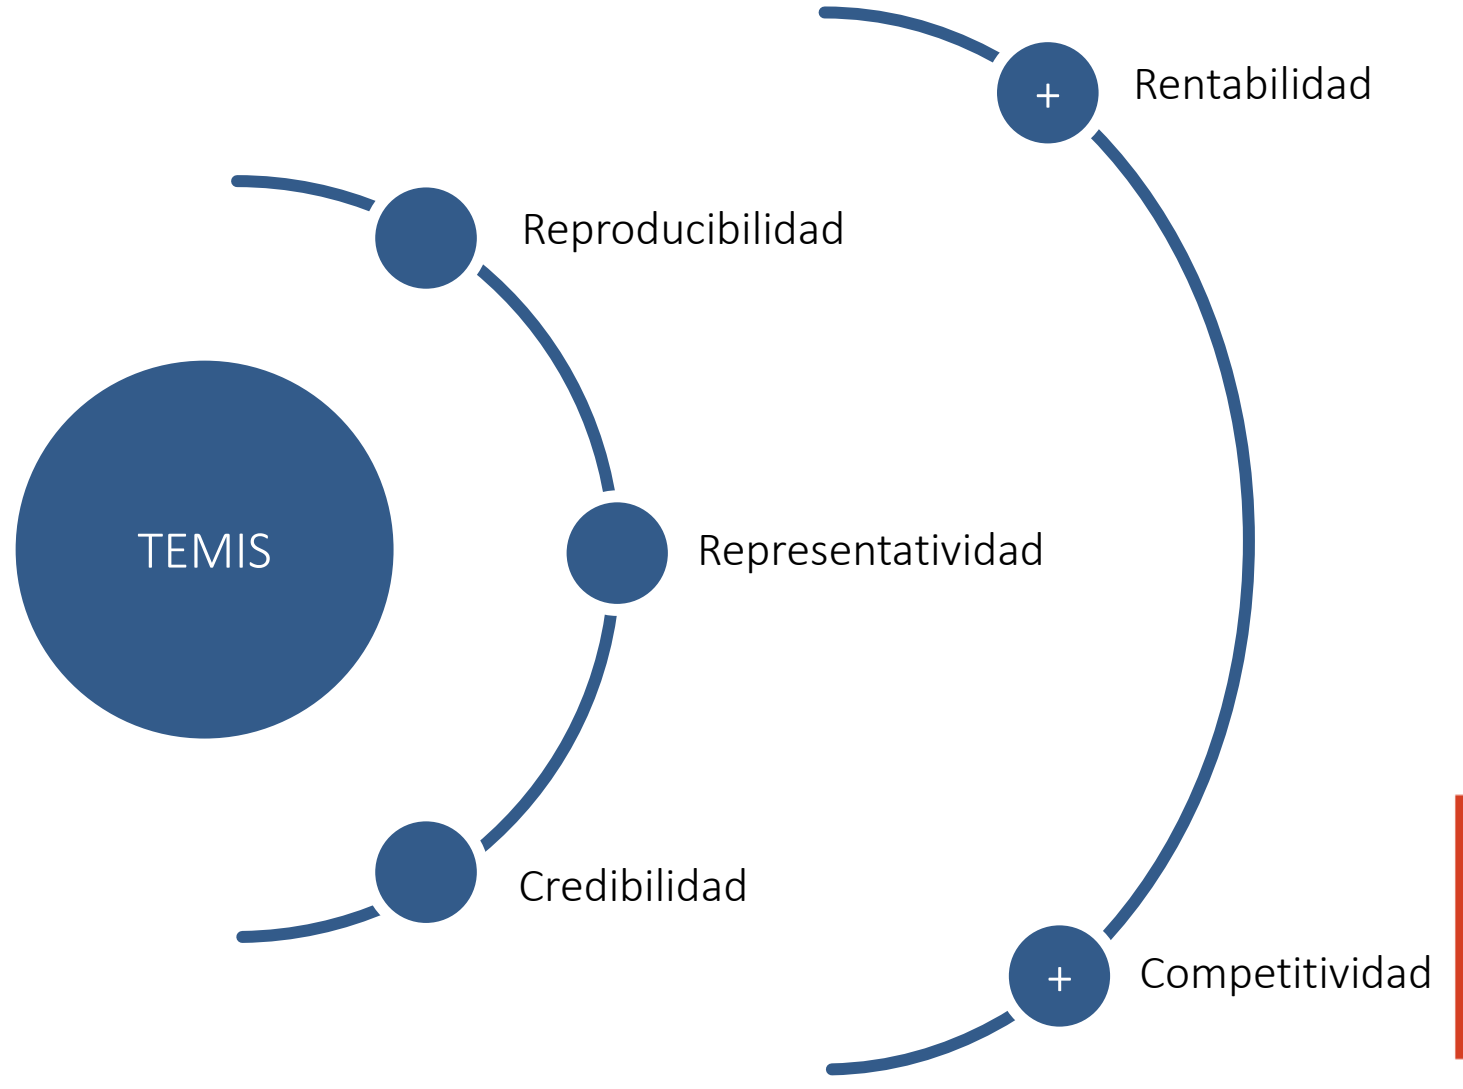 + Rentabilidad
Reproducibilidad
TEMIS
Representatividad
Credibilidad
+ Competitividad